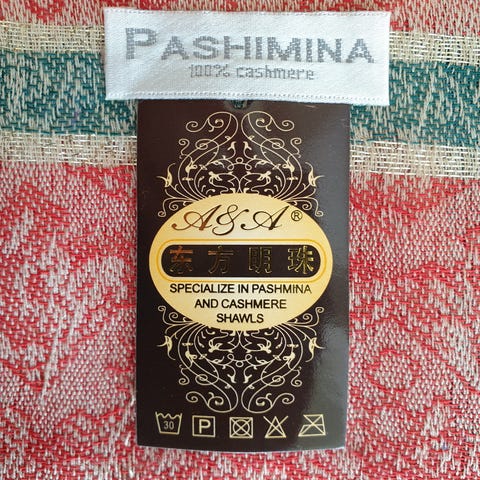 PASHIMINA
100% cashmere
A&A®
东方明珠
SPECIALIZE IN PASHMINA
AND CASHMERE
SHAWLS
30 P